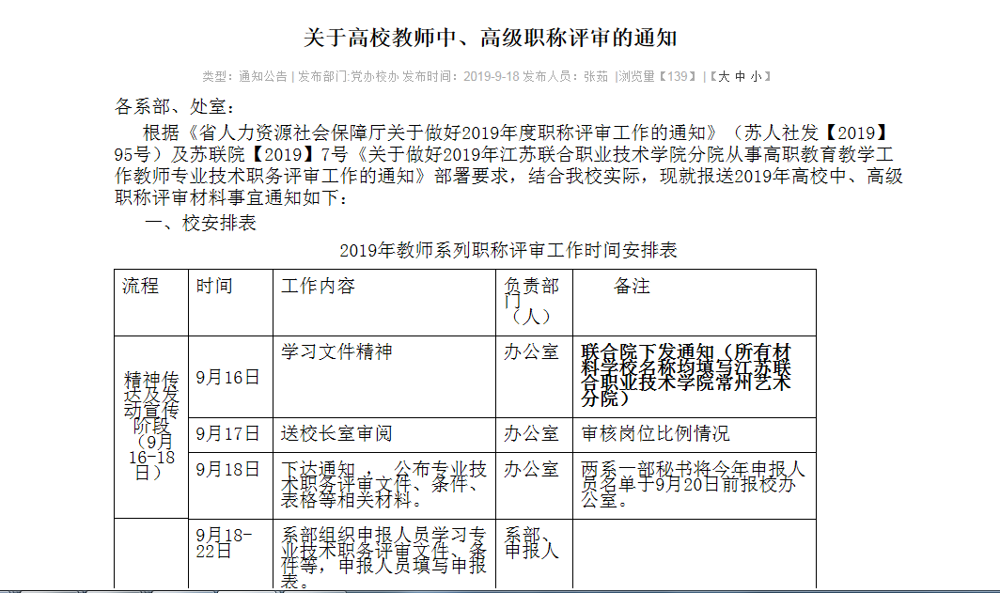 关于高校教师中、高级职称评审的通知
类型：通知公告 | 发布部门:党办校办 发布时间：2019-9-18 发布人员：张茹 |浏览量【139】 |【大 中 小】
各系部、处室：
根据《省人力资源社会保障厅关于做好2019年度职称评审工作的通知》（苏人社发【2019】
95号）及苏联院【2019】7号《关于做好2019年江苏联合职业技术学院分院从事高职教育教学工
作教师专业技术职务评审工作的通知》部署要求，结合我校实际，现就报送2019年高校中、高级
职称评审材料事宜通知如下：
一、校安排表
2019年教师系列职称评审工作时间安排表
流程
时间
工作内容
负责部
门
（人）
备注
精神传
达及发
动宣传
阶段
（9月
16-18
日）
9月16日
学习文件精神
办公室
联合院下发通知（所有材
料学校名称均填写江苏联
合职业技术学院常州艺术
分院）
9月17日
送校长室审阅
办公室
审核岗位比例情况
9月18日
下达通知 ， 公布专业技
术职务评审文件、条件、
表格等相关材料。
办公室
两系一部秘书将今年申报人
员名单于9月20日前报校办
公室。
9月18-
22日
系部组织申报人员学习专
业技术职务评审文件、条
件等，申报人员填写申报
表。
系部、
申报人